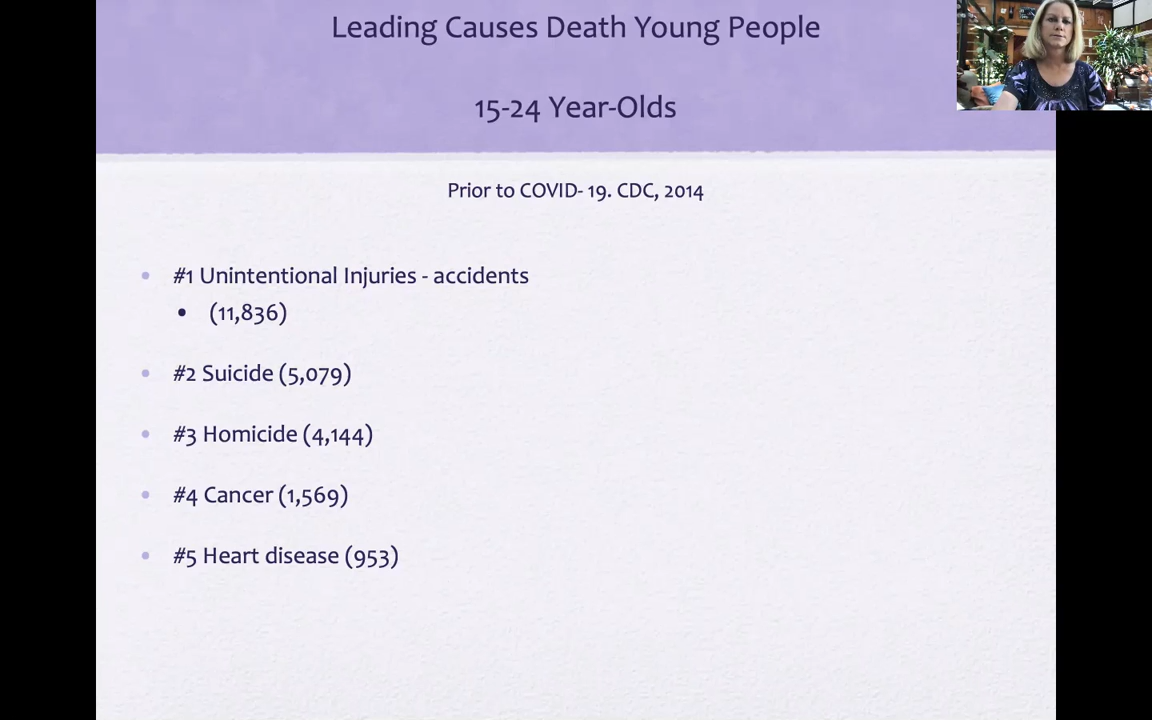 Leading Causes Death Young People
15-24 Year-Olds
Prior to COVID- 19. CDC, 2014
• #1 Unintentional Injuries - accidents
• (11,836)
• #2 Suicide (5,079)
• #3 Homicide (4,144)
• #4 Cancer (1,569)
• #5 Heart disease (953)